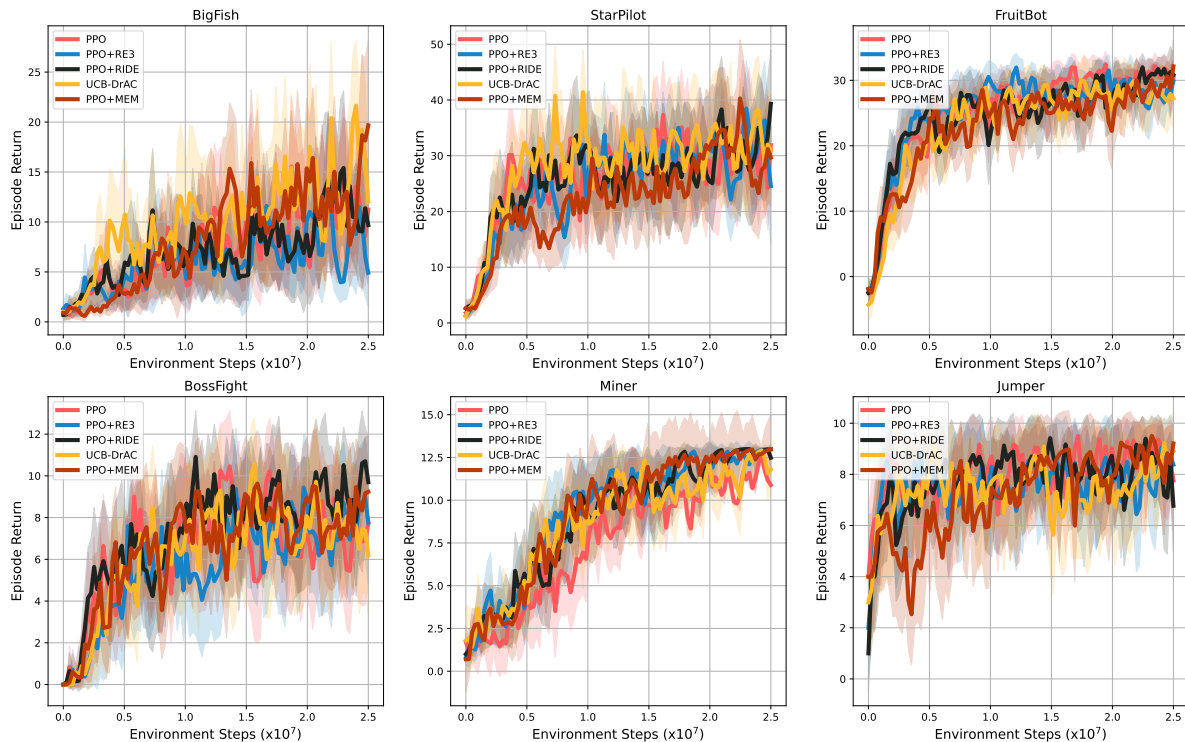 BigFish
Episode Return
25
20
15
10
5
0
PPO
PPO+RE3
PPO+RIDE
UCB-DrAC
PPO+MEM
0.0 0.5 1.0 1.5 2.0 2.5
Environment Steps (x10⁷)
StarPilot
Episode Return
50
40
30
20
10
0
PPO
PPO+RE3
PPO+RIDE
UCB-DrAC
PPO+MEM
0.0 0.5 1.0 1.5 2.0 2.5
Environment Steps (x10⁷)
FruitBot
Episode Return
30
20
10
0
PPO
PPO+RE3
PPO+RIDE
UCB-DrAC
PPO+MEM
0.0 0.5 1.0 1.5 2.0 2.5
Environment Steps (x10⁷)
BossFight
Episode Return
12
10
8
6
4
2
0
PPO
PPO+RE3
PPO+RIDE
UCB-DrAC
PPO+MEM
0.0 0.5 1.0 1.5 2.0 2.5
Environment Steps (x10⁷)
Miner
Episode Return
15.0
12.5
10.0
7.5
5.0
2.5
0.0
PPO
PPO+RE3
PPO+RIDE
UCB-DrAC
PPO+MEM
0.0 0.5 1.0 1.5 2.0 2.5
Environment Steps (x10⁷)
Jumper
Episode Return
10
8
6
4
2
0
PPO
PPO+RE3
PPO+RIDE
UCB-DrAC
PPO+MEM
0.0 0.5 1.0 1.5 2.0 2.5
Environment Steps (x10⁷)